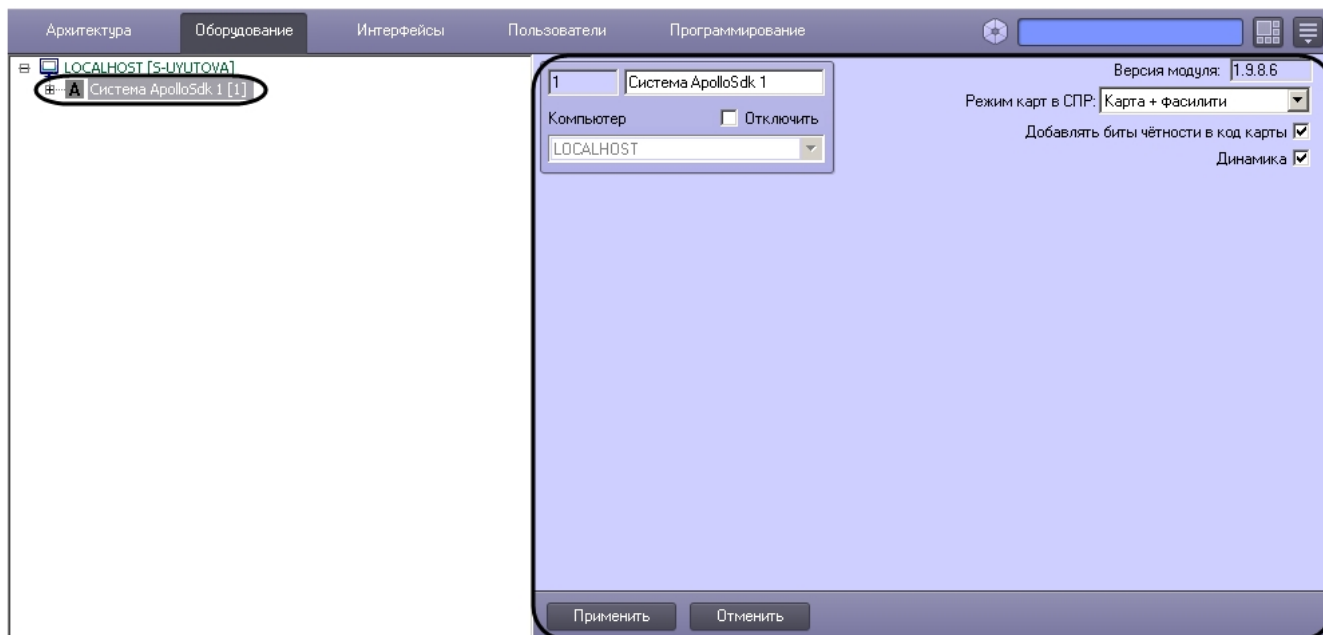 Архитектура Оборудование Интерфейсы Пользователи Программирование
LOCALHOST [S-UYUTOVA]
A Система ApolloSdk 1 [1]
1 Система ApolloSdk 1
Компьютер Отключить
LOCALHOST
Версия модуля: 1.9.8.6
Режим карт в СПР: Карта + фасилити
Добавлять биты чётности в код карты
Динамика
Применить Отменить